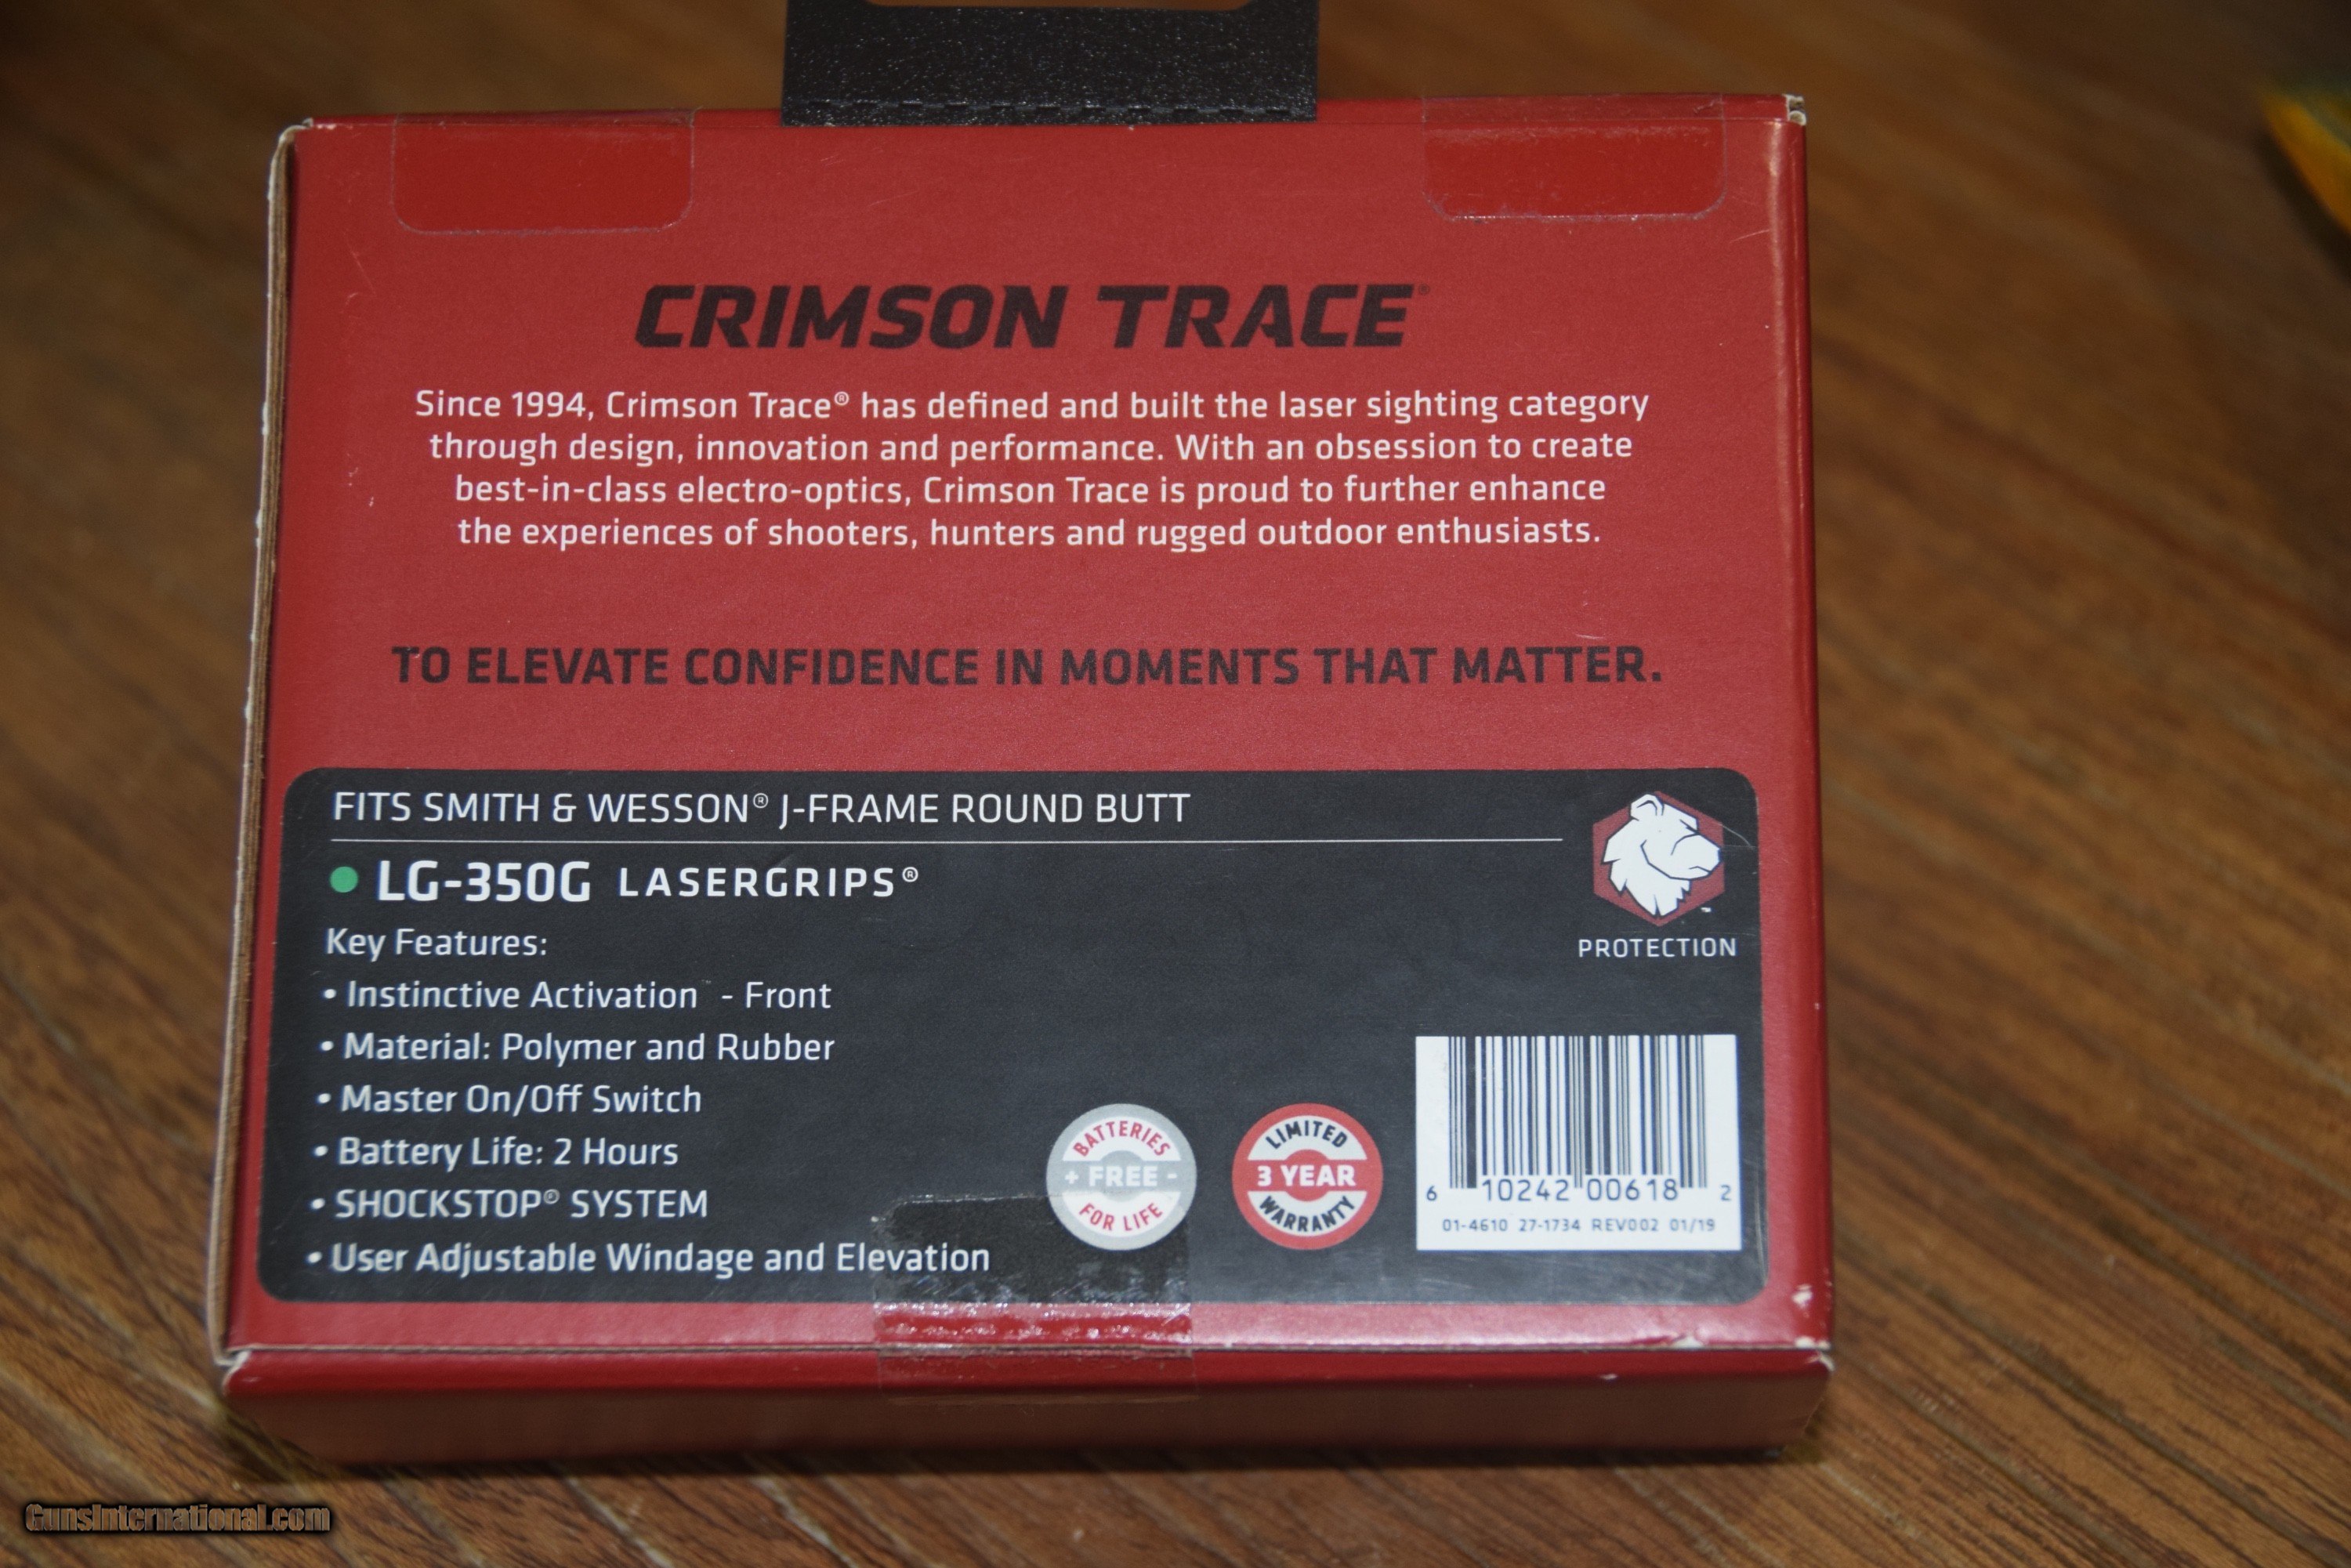 CRIMSON TRACE®
Since 1994, Crimson Trace® has defined and built the laser sighting category
through design, innovation and performance. With an obsession to create
best-in-class electro-optics, Crimson Trace is proud to further enhance
the experiences of shooters, hunters and rugged outdoor enthusiasts.
TO ELEVATE CONFIDENCE IN MOMENTS THAT MATTER.
FITS SMITH & WESSON® J-FRAME ROUND BUTT
LG-350G LASERGRIPS®
PROTECTION
Key Features:
• Instinctive Activation - Front
• Material: Polymer and Rubber
• Master On/Off Switch
• Battery Life: 2 Hours
• SHOCKSTOP® SYSTEM
• User Adjustable Windage and Elevation
BATTERIES
+ FREE -
FOR LIFE
LIMITED
3 YEAR
WARRANTY
6 10242 00618 2
01-4610 27-1734 REV002 01/19
GunsInternational.com